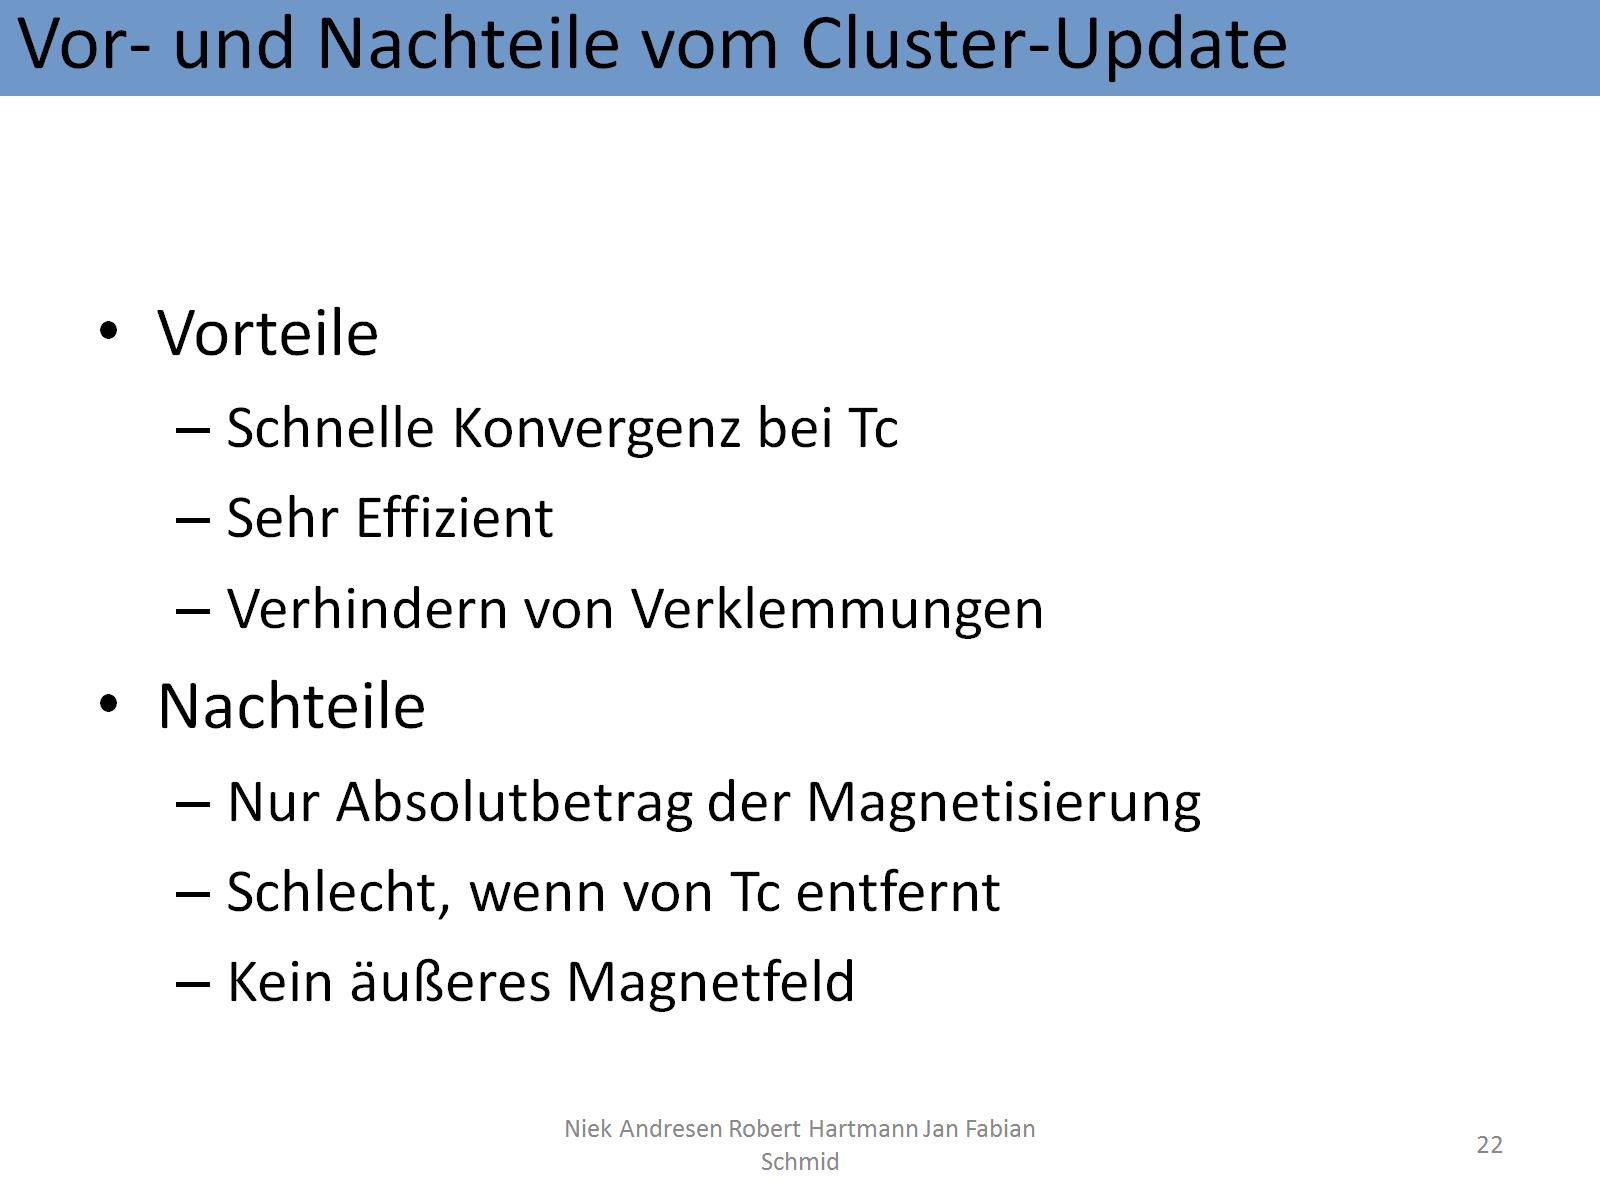 Vor- und Nachteile vom Cluster-Update
• Vorteile
– Schnelle Konvergenz bei Tc
– Sehr Effizient
– Verhindern von Verklemmungen
• Nachteile
– Nur Absolutbetrag der Magnetisierung
– Schlecht, wenn von Tc entfernt
– Kein äußeres Magnetfeld
Niek Andresen Robert Hartmann Jan Fabian
Schmid
22